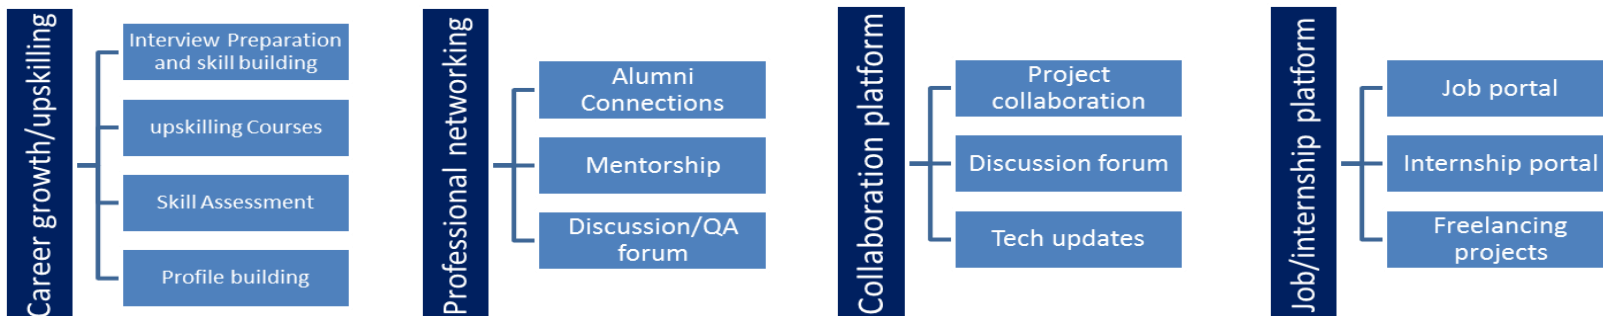 Career growth/upskilling
Interview Preparation
and skill building
upskilling Courses
Skill Assessment
Profile building
Professional networking
Alumni
Connections
Mentorship
Discussion/QA
forum
Collaboration platform
Project
collaboration
Discussion forum
Tech updates
Job/internship platform
Job portal
Internship portal
Freelancing
projects